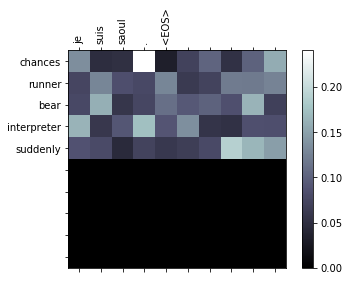 je suis saoul . <EOS>
chances
runner
bear
interpreter
suddenly
0.20
0.15
0.10
0.05
0.00